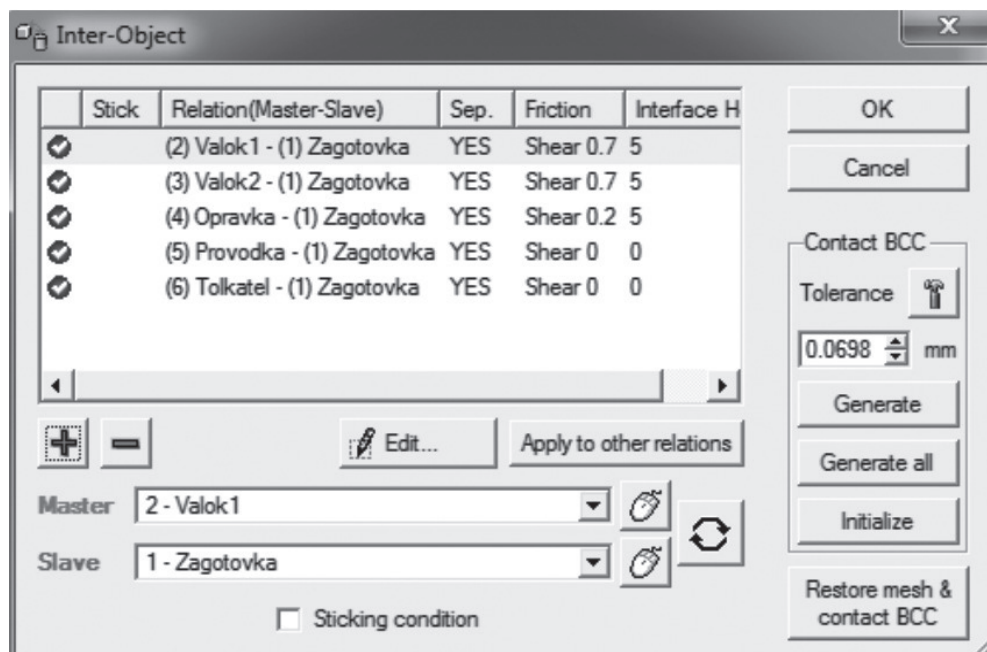 Inter-Object
Stick Relation(Master-Slave) Sep. Friction Interface H
(2) Valok1 - (1) Zagotovka YES Shear 0.7 5
(3) Valok2 - (1) Zagotovka YES Shear 0.7 5
(4) Opravka - (1) Zagotovka YES Shear 0.2 5
(5) Provodka - (1) Zagotovka YES Shear 0 0
(6) Tolkatel - (1) Zagotovka YES Shear 0 0
Edit... Apply to other relations
Master 2 - Valok1
Slave 1 - Zagotovka
Sticking condition
OK
Cancel
Contact BCC
Tolerance
0.0698 mm
Generate
Generate all
Initialize
Restore mesh &
contact BCC